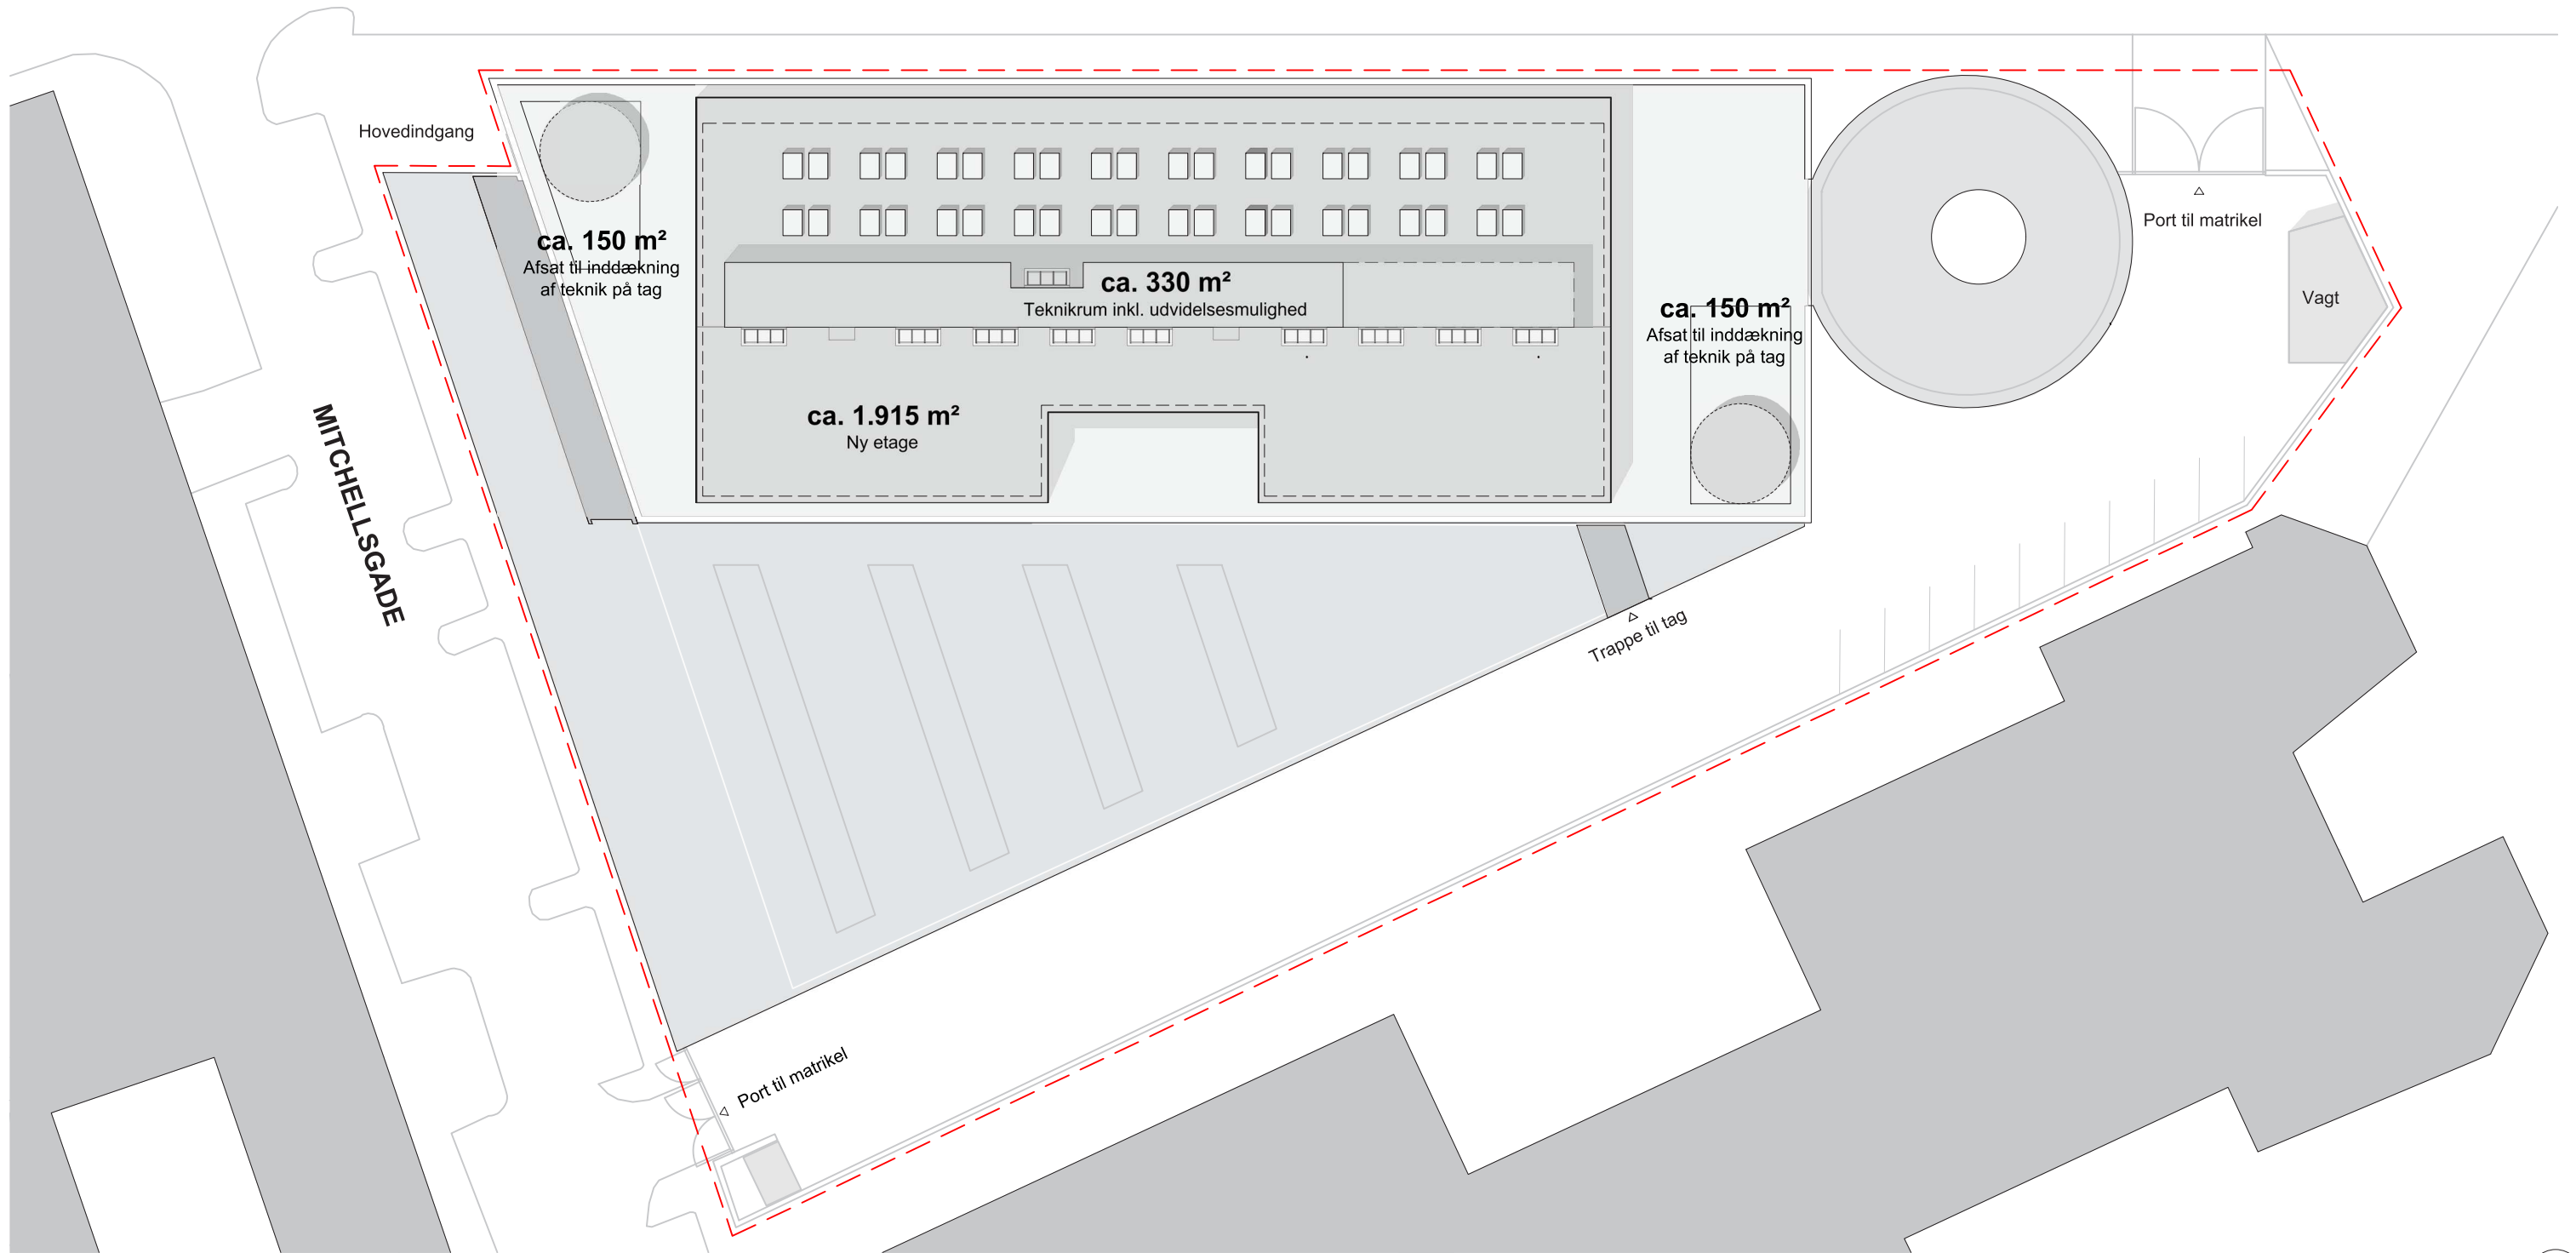 Hovedindgang
Port til matrikel
ca. 150 m²
Afsat til inddækning
af teknik på tag
ca. 330 m²
Teknikrum inkl. udvidelsesmulighed
ca. 150 m²
Afsat til inddækning
af teknik på tag
Vagt
ca. 1.915 m²
Ny etage
MITCHELLSGADE
Trappe til tag
Port til matrikel